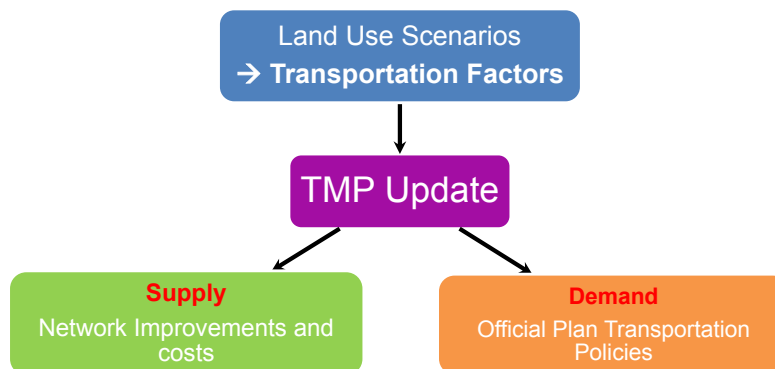 Land Use Scenarios
→ Transportation Factors
TMP Update
Supply
Network Improvements and
costs
Demand
Official Plan Transportation
Policies